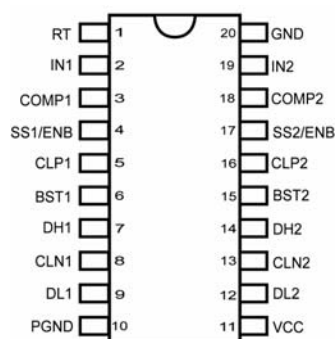 RT 1 20 GND
IN1 2 19 IN2
COMP1 3 18 COMP2
SS1/ENB 4 17 SS2/ENB
CLP1 5 16 CLP2
BST1 6 15 BST2
DH1 7 14 DH2
CLN1 8 13 CLN2
DL1 9 12 DL2
PGND 10 11 VCC